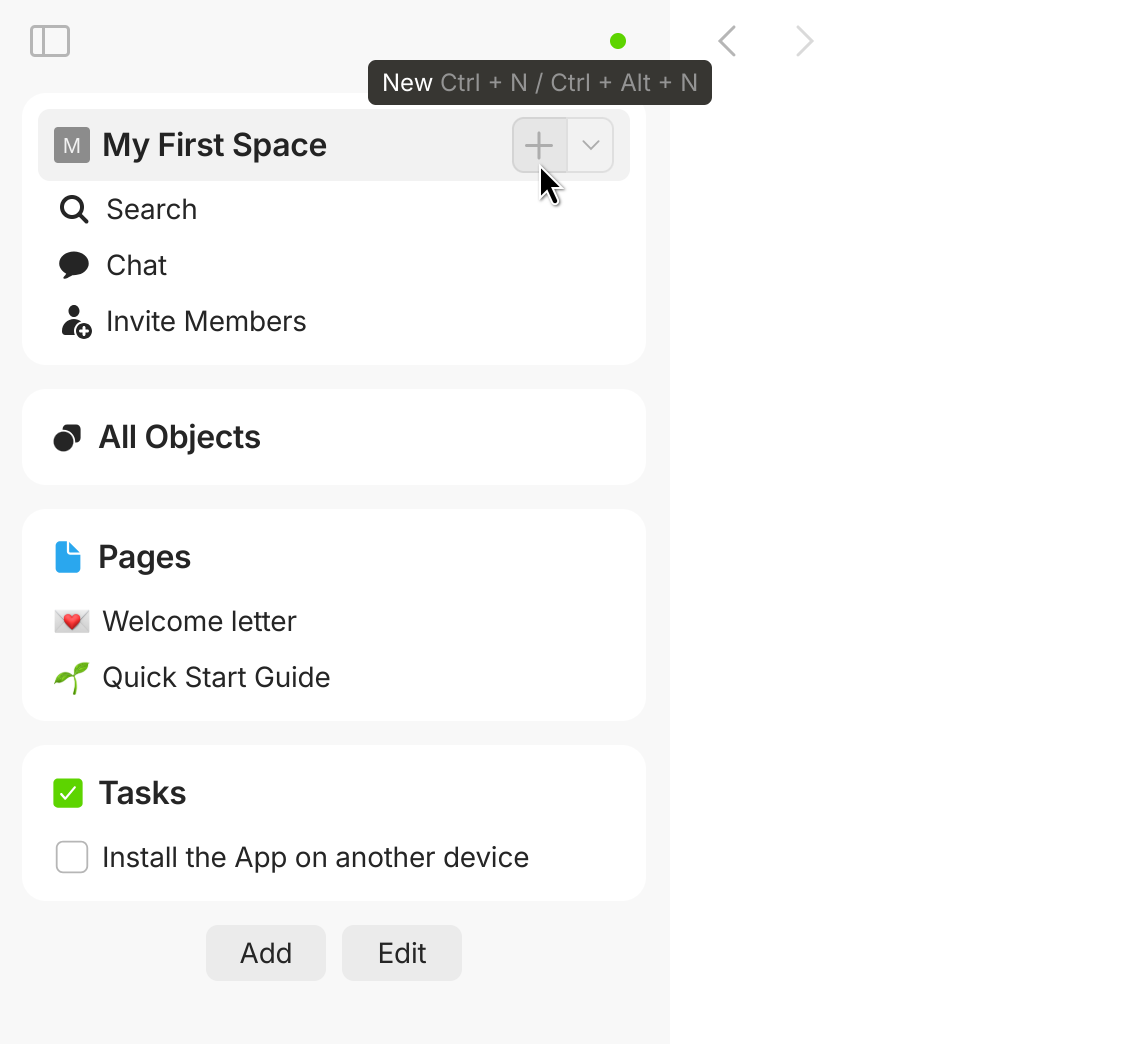 New Ctrl + N / Ctrl + Alt + N
M My First Space
Search
Chat
Invite Members
All Objects
Pages
Welcome letter
Quick Start Guide
Tasks
Install the App on another device
Add Edit